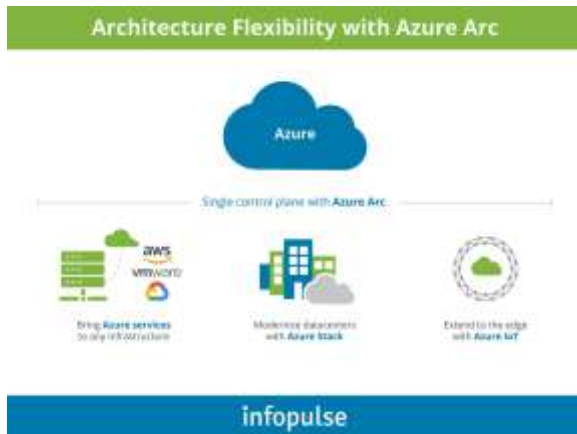 Architecture Flexibility with Azure Arc
Azure
Single control plane with Azure Arc
aws
vmware
Bring Azure services
to any infrastructure
Modernize datacenters
with Azure Stack
Extend to the edge
with Azure IoT
infopulse